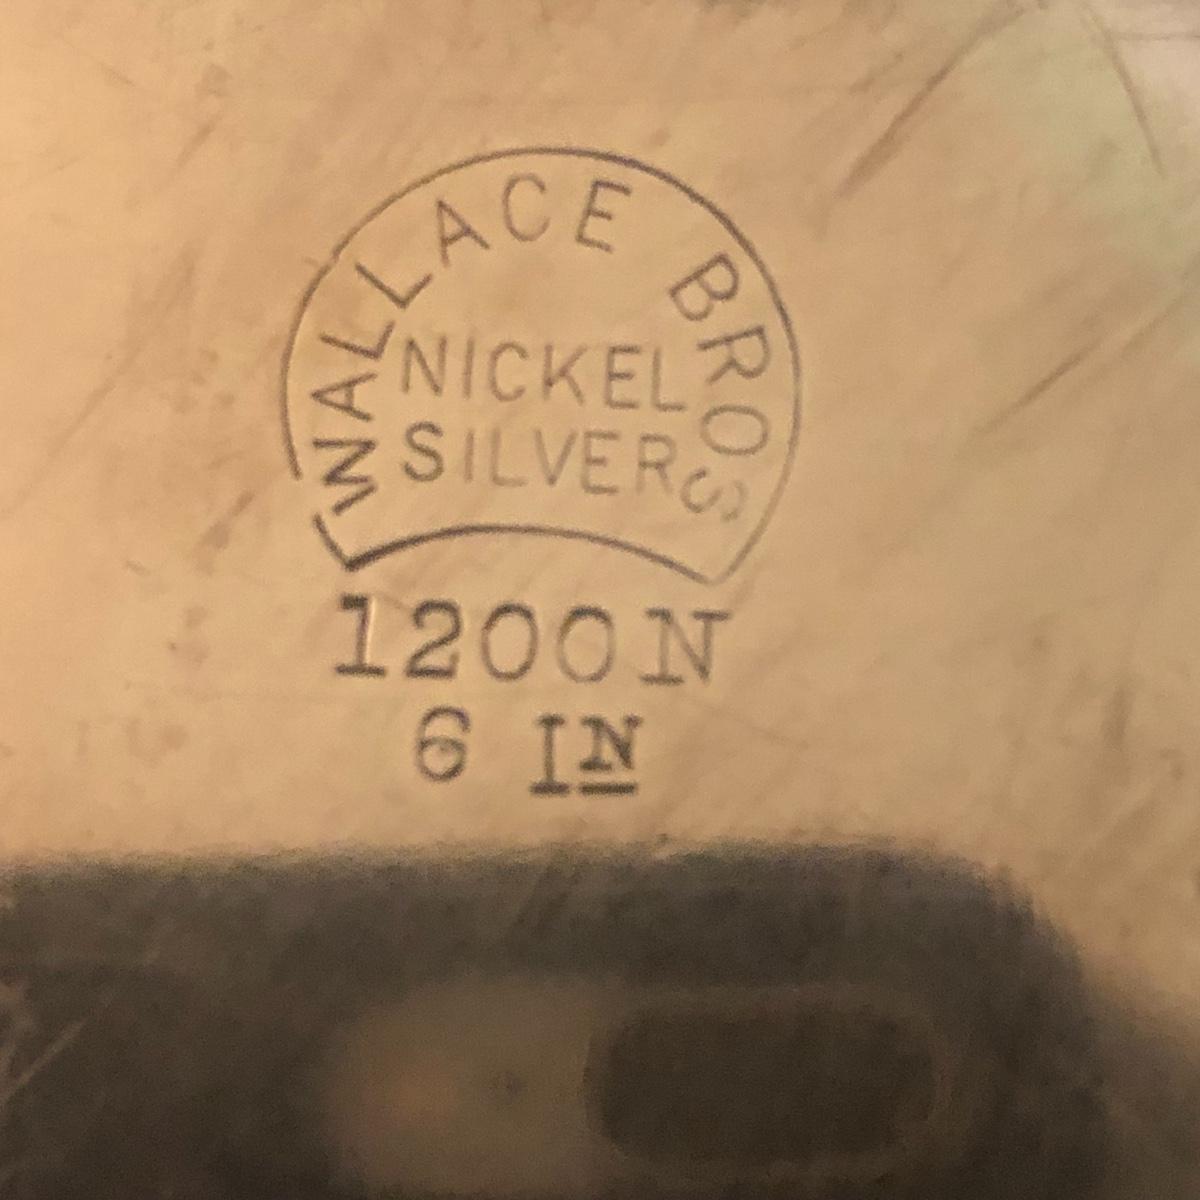 WALLACE BROS
NICKEL
SILVER
1200N
6 IN